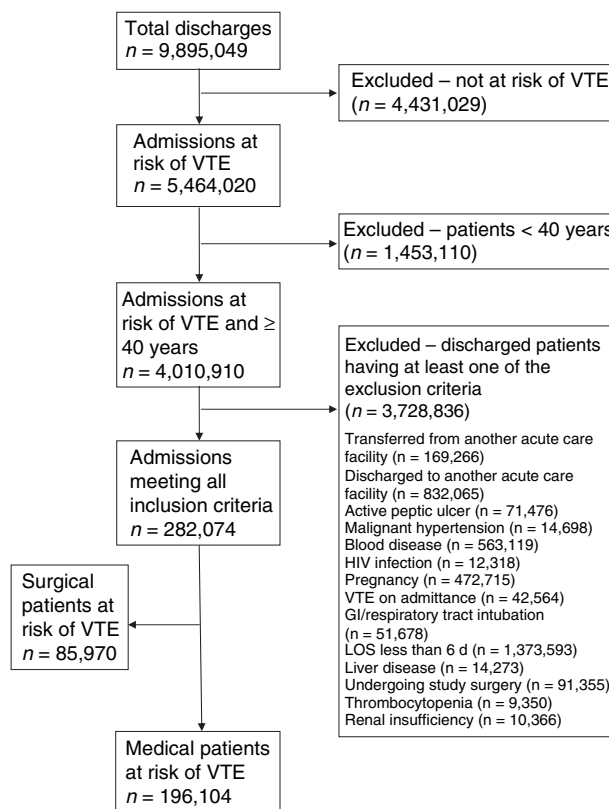 Total discharges
n = 9,895,049
Excluded – not at risk of VTE
(n = 4,431,029)
Admissions at
risk of VTE
n = 5,464,020
Excluded – patients < 40 years
(n = 1,453,110)
Admissions at
risk of VTE and ≥
40 years
n = 4,010,910
Excluded – discharged patients
having at least one of the
exclusion criteria
(n = 3,728,836)
Transferred from another acute care
facility (n = 169,266)
Discharged to another acute care
facility (n = 832,065)
Active peptic ulcer (n = 71,476)
Malignant hypertension (n = 14,698)
Blood disease (n = 563,119)
HIV infection (n = 12,318)
Pregnancy (n = 472,715)
VTE on admittance (n = 42,564)
GI/respiratory tract intubation
(n = 51,678)
LOS less than 6 d (n = 1,373,593)
Liver disease (n = 14,273)
Undergoing study surgery (n = 91,355)
Thrombocytopenia (n = 9,350)
Renal insufficiency (n = 10,366)
Admissions
meeting all
inclusion criteria
n = 282,074
Surgical
patients at
risk of VTE
n = 85,970
Medical patients
at risk of VTE
n = 196,104